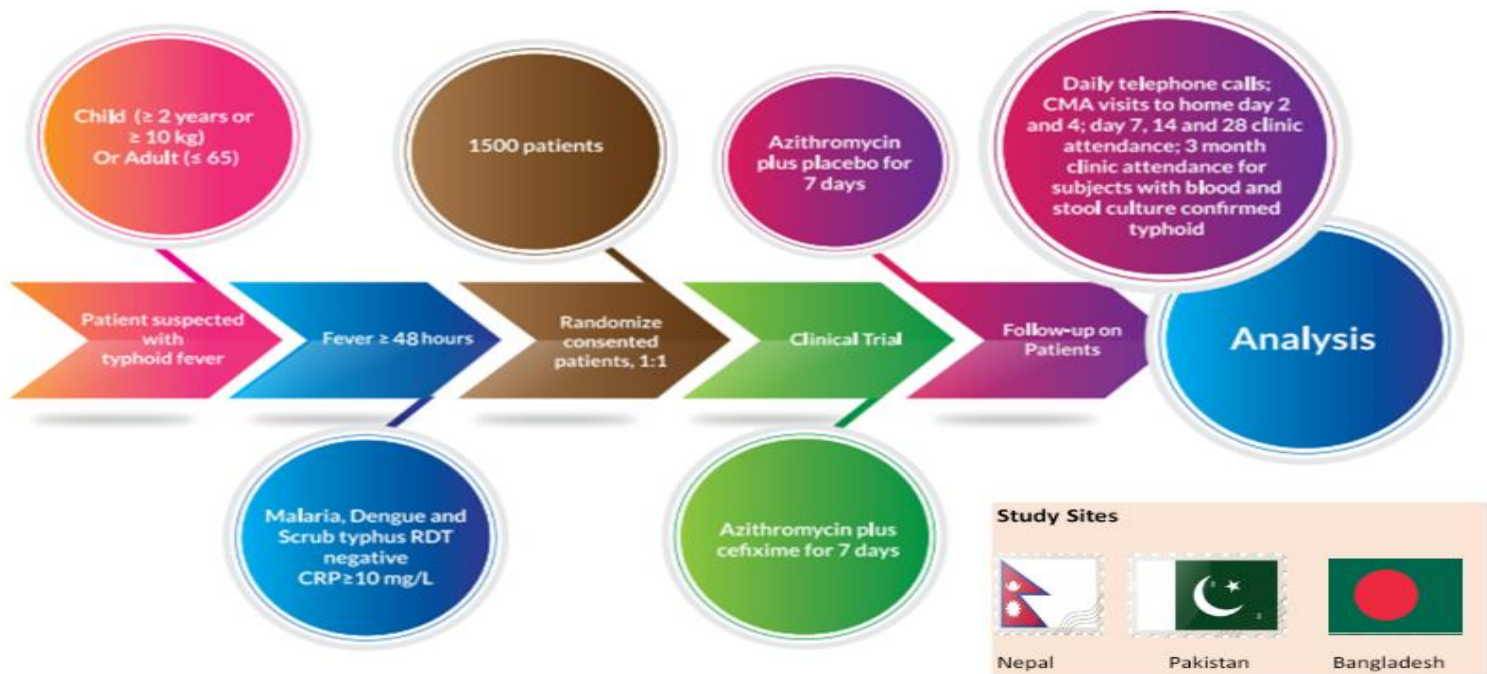 Child (≥ 2 years or
≥ 10 kg)
Or Adult (≤ 65)
1500 patients
Azithromycin
plus placebo for
7 days
Daily telephone calls;
CMA visits to home day 2
and 4; day 7, 14 and 28 clinic
attendance; 3 month
clinic attendance for
subjects with blood and
stool culture confirmed
typhoid
Patient suspected
with
typhoid fever
Fever ≥ 48 hours
Randomize
consented
patients, 1:1
Clinical Trial
Follow-up on
Patients
Analysis
Malaria, Dengue and
Scrub typhus RDT
negative
CRP≥10 mg/L
Azithromycin plus
cefixime for 7 days
Study Sites
Nepal
Pakistan
Bangladesh